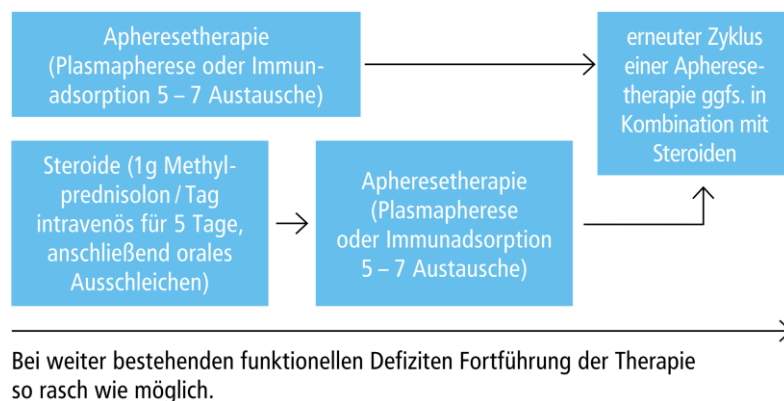 Apheresetherapie
(Plasmapherese oder Immun-
adsorption 5 – 7 Austausche)
erneuter Zyklus
einer Apherese-
therapie ggfs. in
Kombination mit
Steroiden
Steroide (1g Methyl-
prednisolon / Tag
intravenös für 5 Tage,
anschließend orales
Ausschleichen)
Apheresetherapie
(Plasmapherese
oder Immunadsorption
5 – 7 Austausche)
Bei weiter bestehenden funktionellen Defiziten Fortführung der Therapie
so rasch wie möglich.